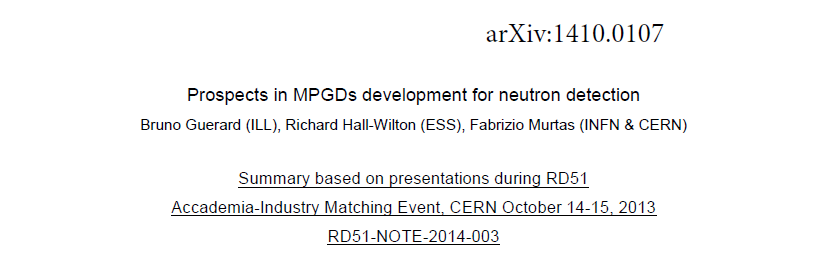 arXiv:1410.0107
Prospects in MPGDs development for neutron detection
Bruno Guerard (ILL), Richard Hall-Wilton (ESS), Fabrizio Murtas (INFN & CERN)
Summary based on presentations during RD51
Accademia-Industry Matching Event, CERN October 14-15, 2013
RD51-NOTE-2014-003